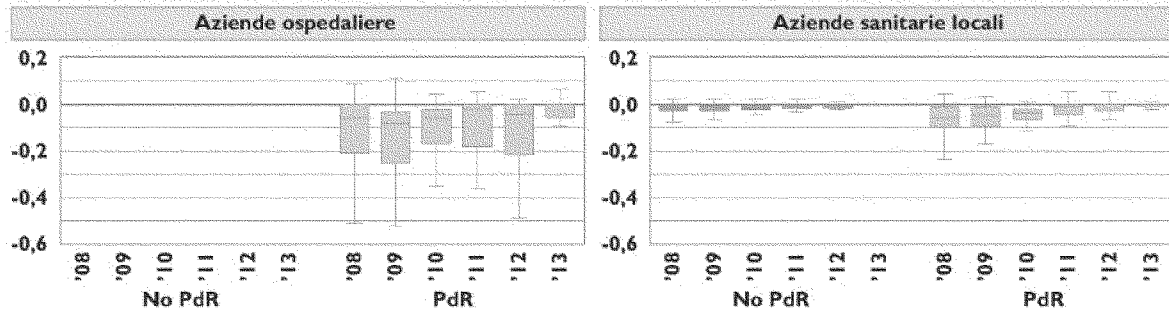 Aziende ospedaliere
Aziende sanitarie locali
0,2
0,0
-0,2
-0,4
-0,6
'08 '09 '10 '11 '12 '13 '08 '09 '10 '11 '12 '13
No PdR PdR
0,2
0,0
-0,2
-0,4
-0,6
'08 '09 '10 '11 '12 '13 '08 '09 '10 '11 '12 '13
No PdR PdR